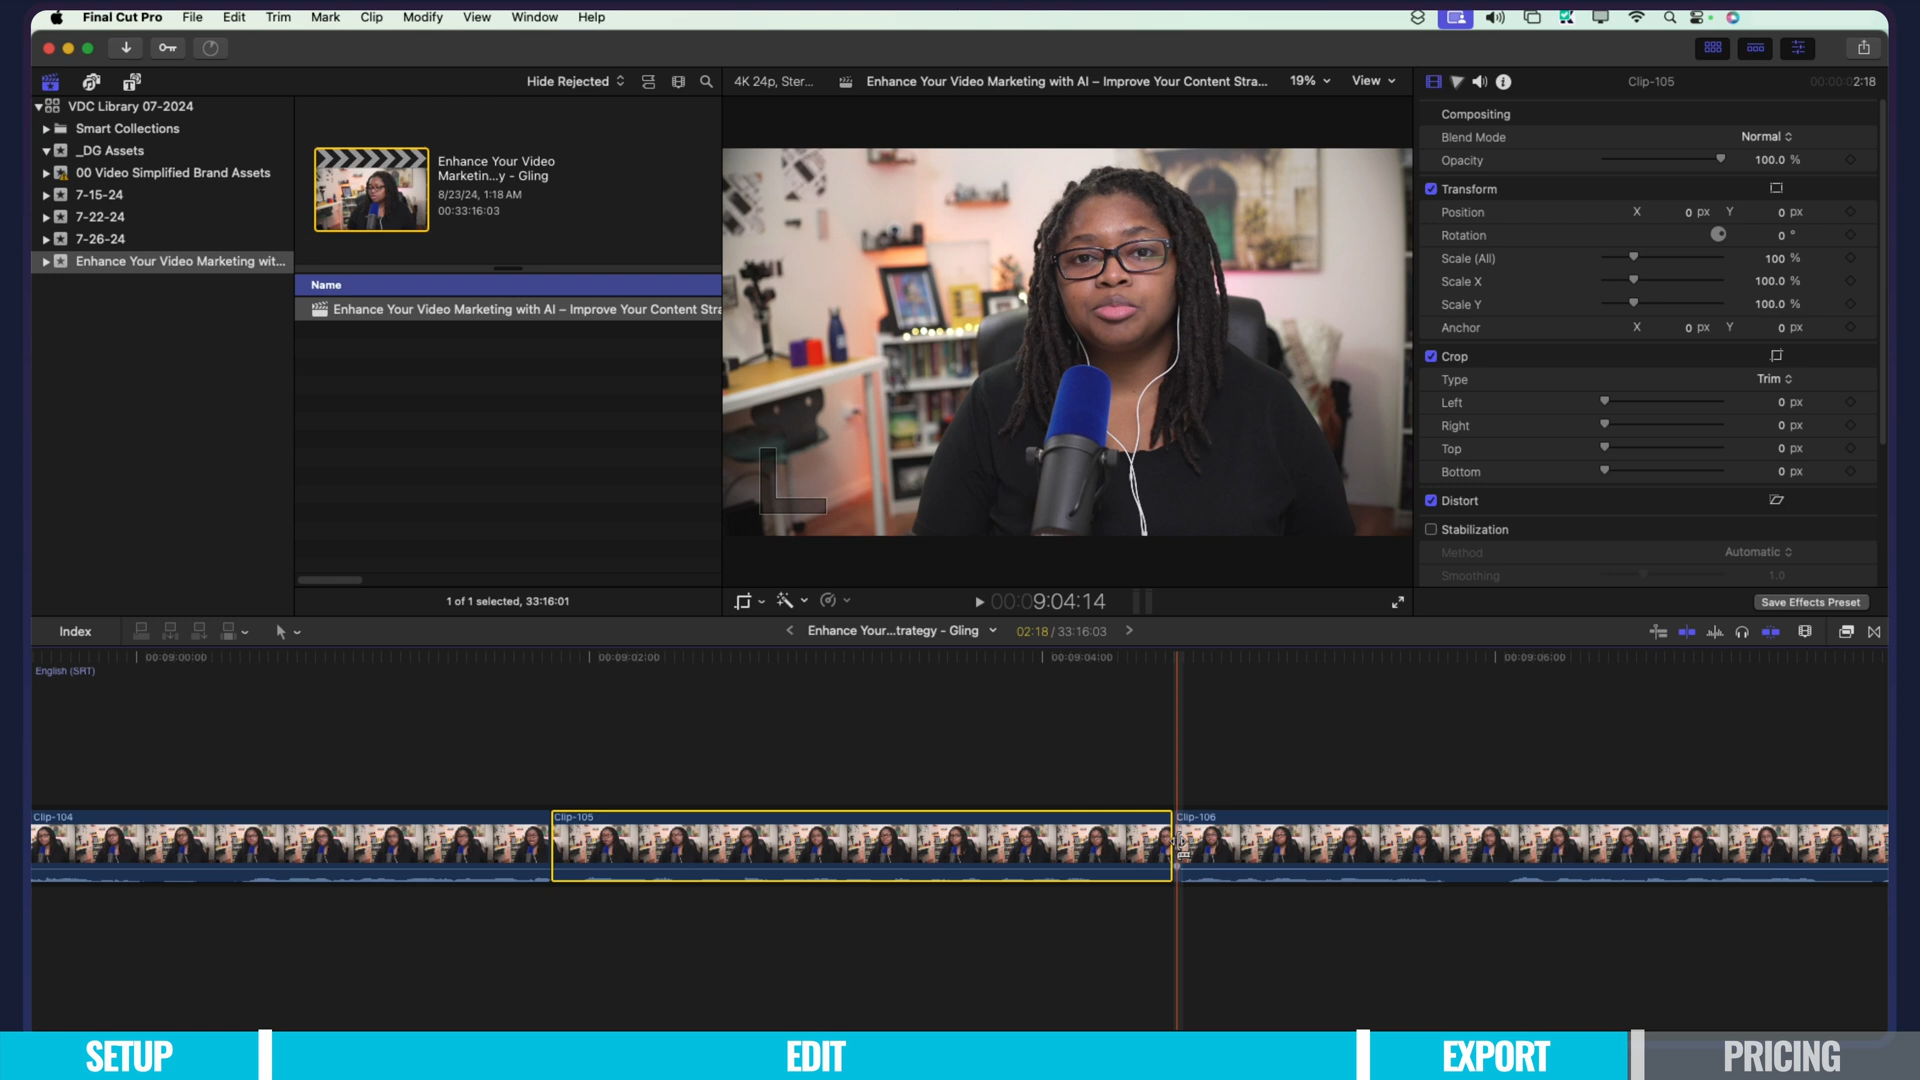 Final Cut Pro File Edit Trim Mark Clip Modify View Window Help
Hide Rejected
4K 24p, Ster... Enhance Your Video Marketing with AI – Improve Your Content Stra... 19% View
Clip-105 00:00:02:18
VDC Library 07-2024
Smart Collections
_DG Assets
00 Video Simplified Brand Assets
7-15-24
7-22-24
7-26-24
Enhance Your Video Marketing wit...
Enhance Your Video
Marketin...y - Gling
8/23/24, 1:18 AM
00:33:16:03
Name
Enhance Your Video Marketing with AI – Improve Your Content Stra
1 of 1 selected, 33:16:01
00:09:04:14
Compositing
Blend Mode Normal
Opacity 100.0 %
Transform
Position X 0 px Y 0 px
Rotation 0 °
Scale (All) 100 %
Scale X 100.0 %
Scale Y 100.0 %
Anchor X 0 px Y 0 px
Crop
Type Trim
Left 0 px
Right 0 px
Top 0 px
Bottom 0 px
Distort
Stabilization
Method Automatic
Smoothing 1.0
Save Effects Preset
Index
Enhance Your...trategy - Gling 02:18 / 33:16:03
00:09:00:00 00:09:02:00 00:09:04:00 00:09:06:00
English (SRT)
Clip-104 Clip-105 Clip-106
SETUP EDIT EXPORT PRICING